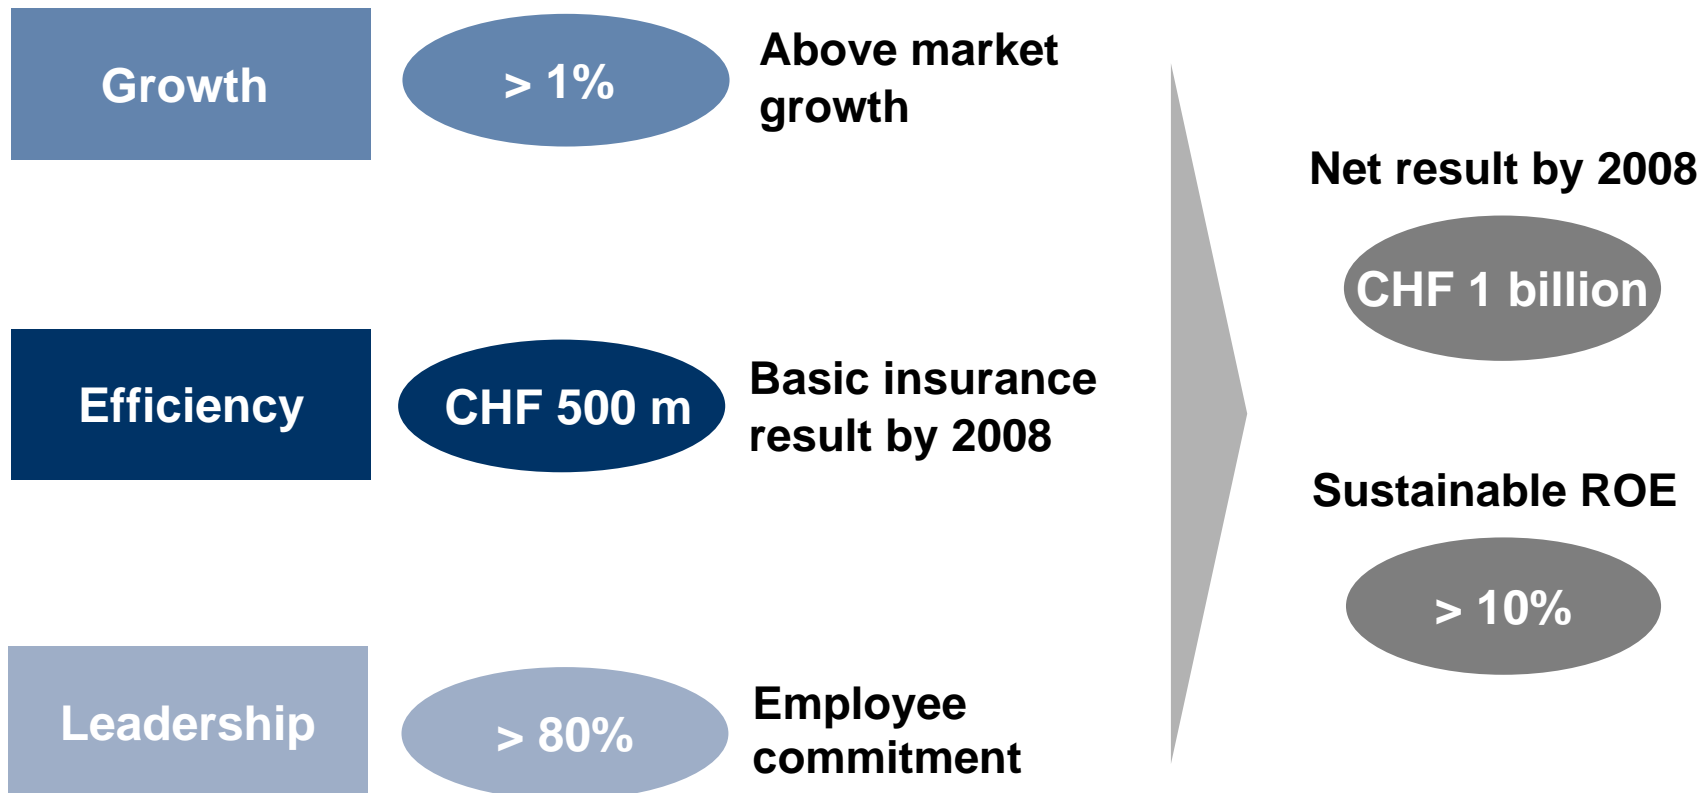 Growth
> 1%
Above market
growth
Efficiency
CHF 500 m
Basic insurance
result by 2008
Leadership
> 80%
Employee
commitment
Net result by 2008
CHF 1 billion
Sustainable ROE
> 10%